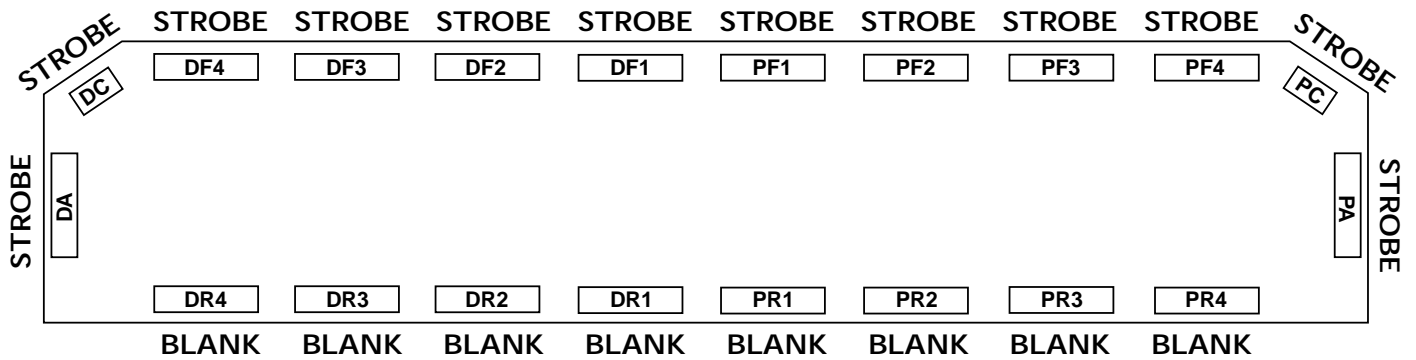 STROBE STROBE STROBE STROBE STROBE STROBE STROBE STROBE STROBE STROBE
DC DF4 DF3 DF2 DF1 PF1 PF2 PF3 PF4 PC
STROBE DA PA STROBE
DR4 DR3 DR2 DR1 PR1 PR2 PR3 PR4
BLANK BLANK BLANK BLANK BLANK BLANK BLANK BLANK